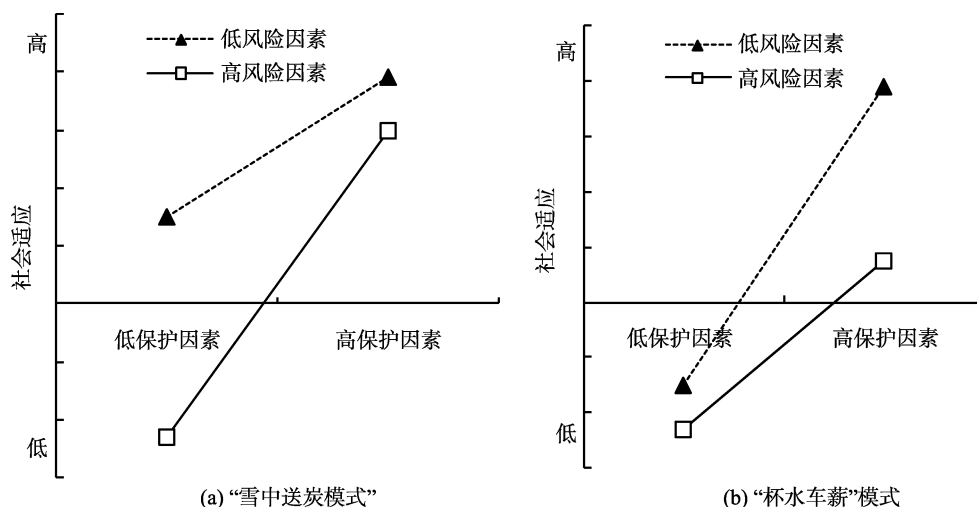 高
低风险因素
高风险因素
社会适应
低保护因素
高保护因素
低
(a) “雪中送炭模式”
高
低风险因素
高风险因素
社会适应
低保护因素
高保护因素
低
(b) “杯水车薪”模式